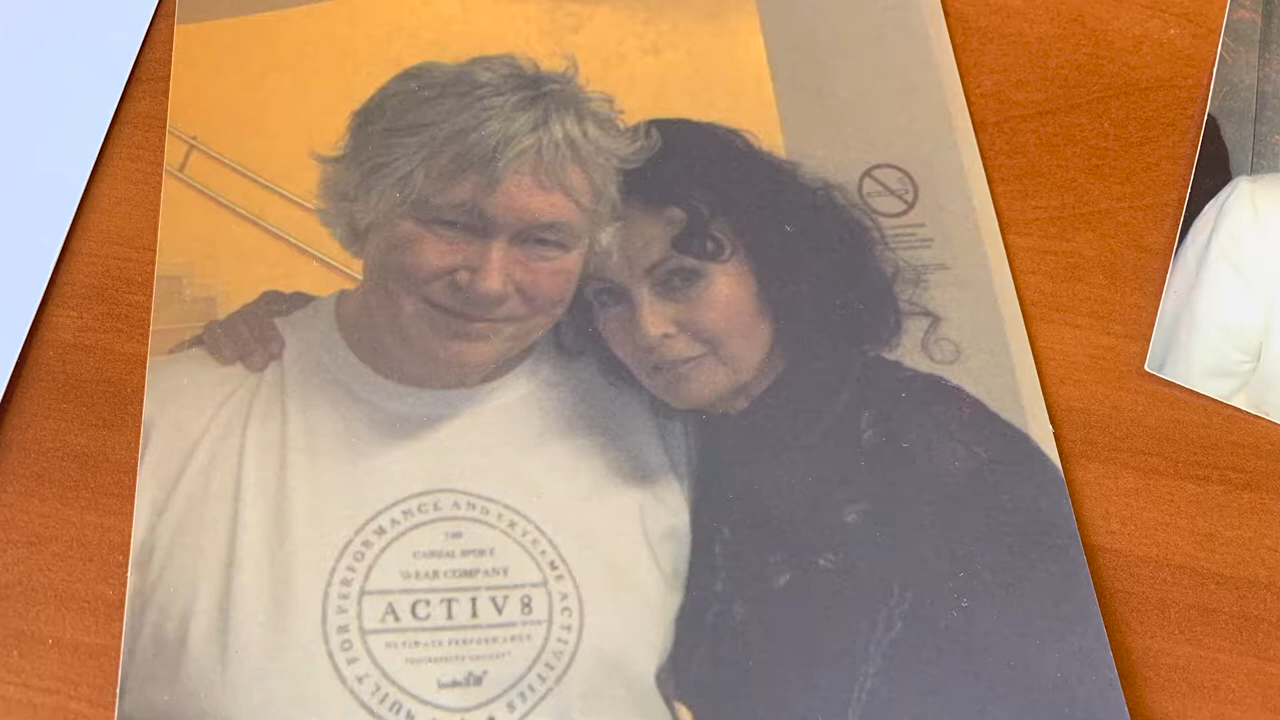 BUILT FOR PERFORMANCE AND EXTREME ACTIVITIES
THE
CASUAL SPORT
WEAR COMPANY
ACTIV8
ULTIMATE PERFORMANCE